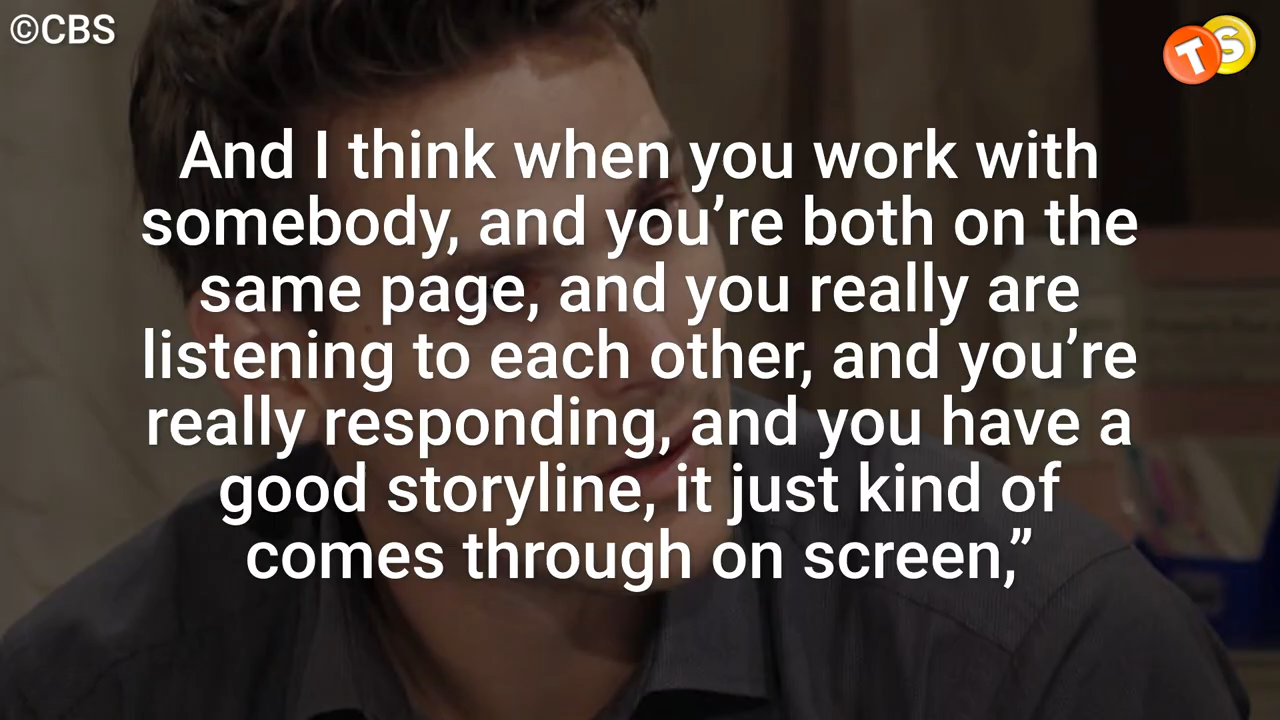 ©CBS
TS
And I think when you work with
somebody, and you’re both on the
same page, and you really are
listening to each other, and you’re
really responding, and you have a
good storyline, it just kind of
comes through on screen,”